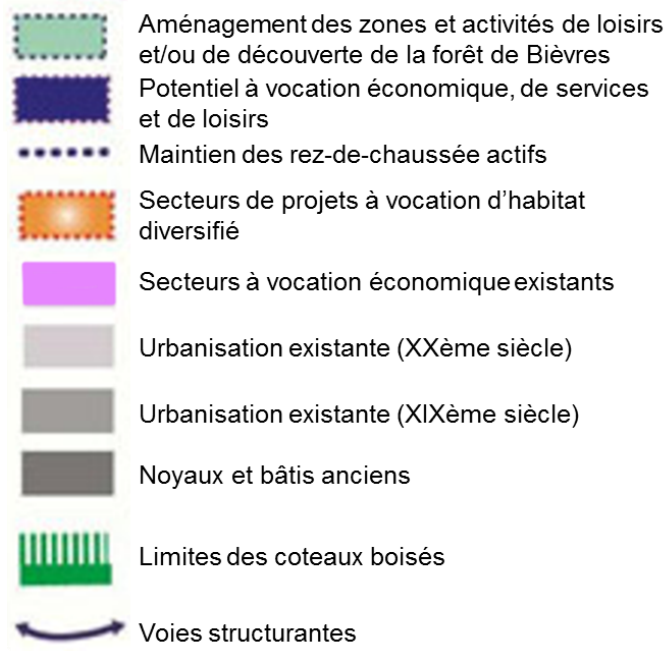 Aménagement des zones et activités de loisirs
et/ou de découverte de la forêt de Bièvres
Potentiel à vocation économique, de services
et de loisirs
Maintien des rez-de-chaussée actifs
Secteurs de projets à vocation d’habitat
diversifié
Secteurs à vocation économique existants
Urbanisation existante (XXème siècle)
Urbanisation existante (XIXème siècle)
Noyaux et bâtis anciens
Limites des coteaux boisés
Voies structurantes